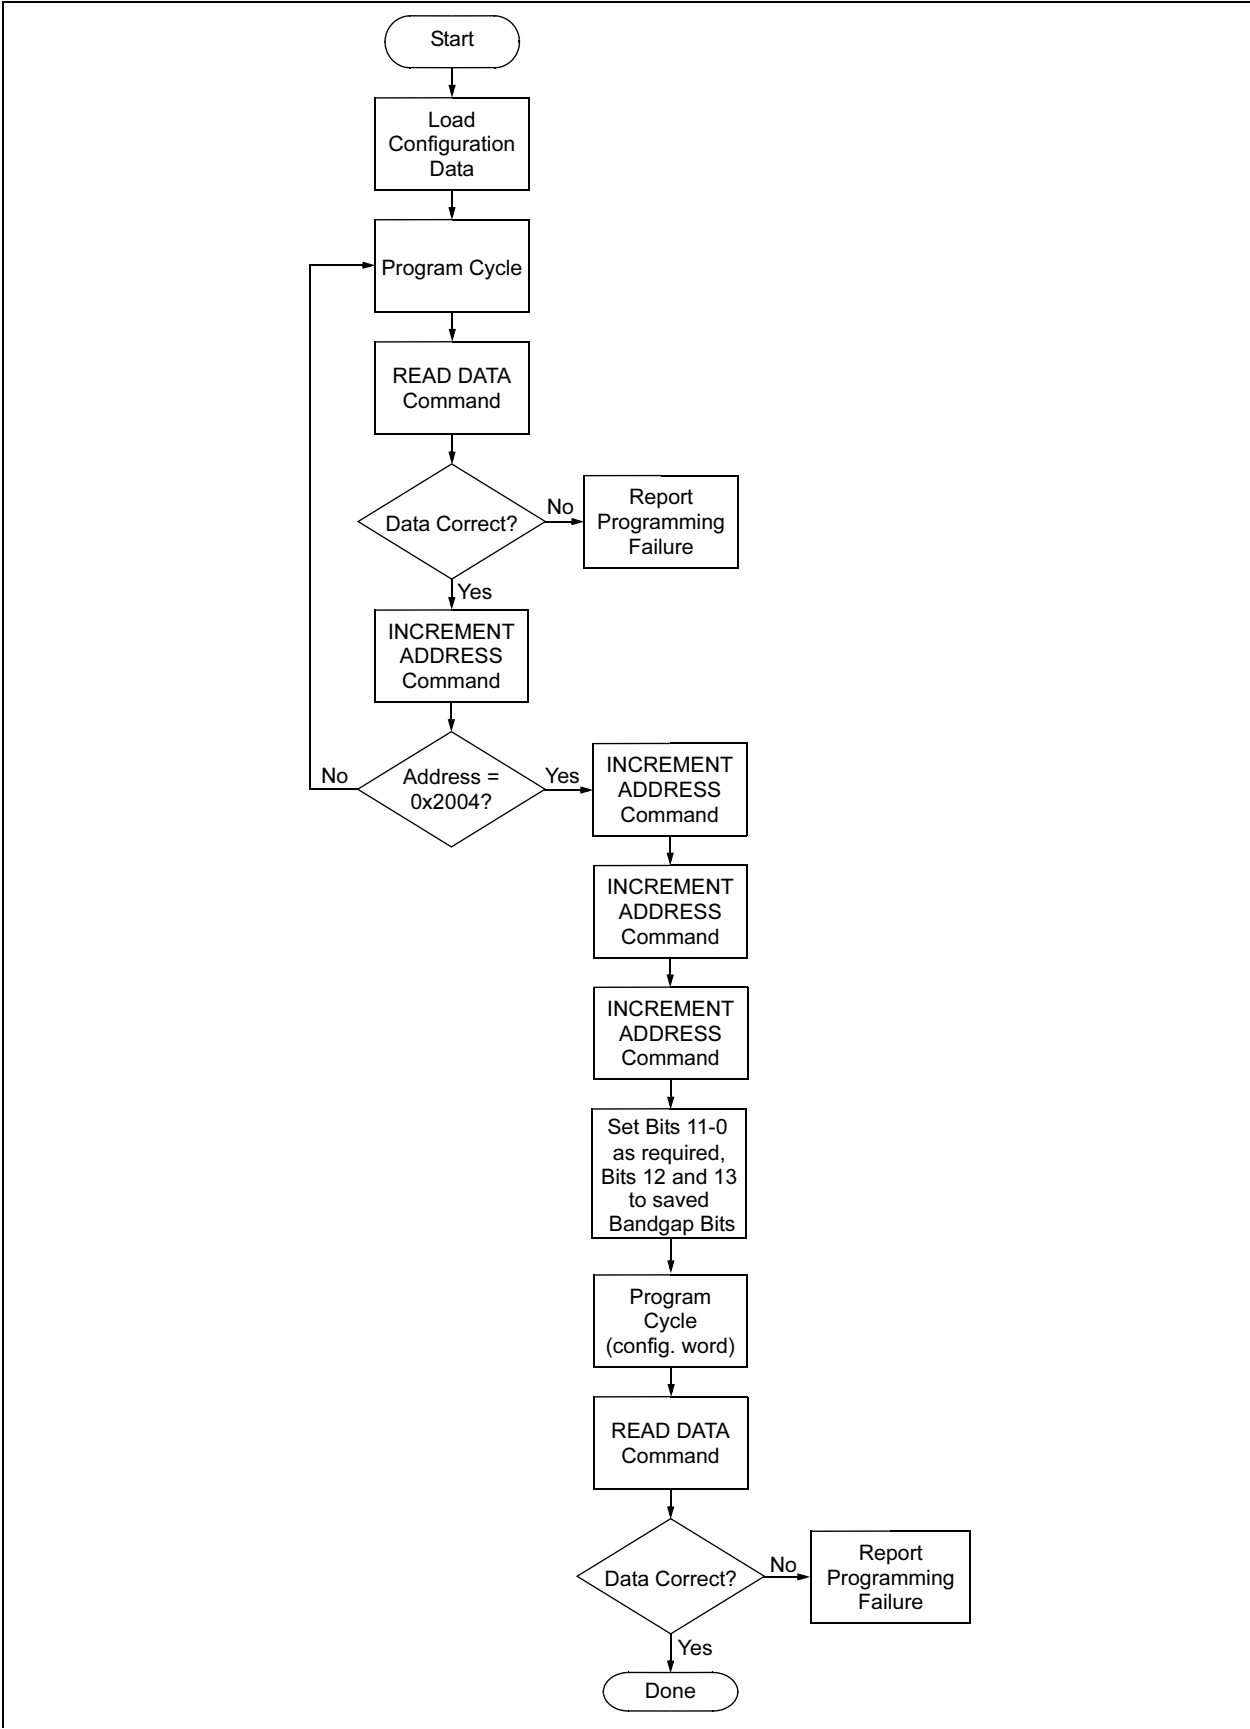 Start
Load
Configuration
Data
Program Cycle
READ DATA
Command
Data Correct?
No
Report
Programming
Failure
Yes
INCREMENT
ADDRESS
Command
No
Address =
0x2004?
Yes
INCREMENT
ADDRESS
Command
INCREMENT
ADDRESS
Command
INCREMENT
ADDRESS
Command
Set Bits 11-0
as required,
Bits 12 and 13
to saved
Bandgap Bits
Program
Cycle
(config. word)
READ DATA
Command
Data Correct?
No
Report
Programming
Failure
Yes
Done